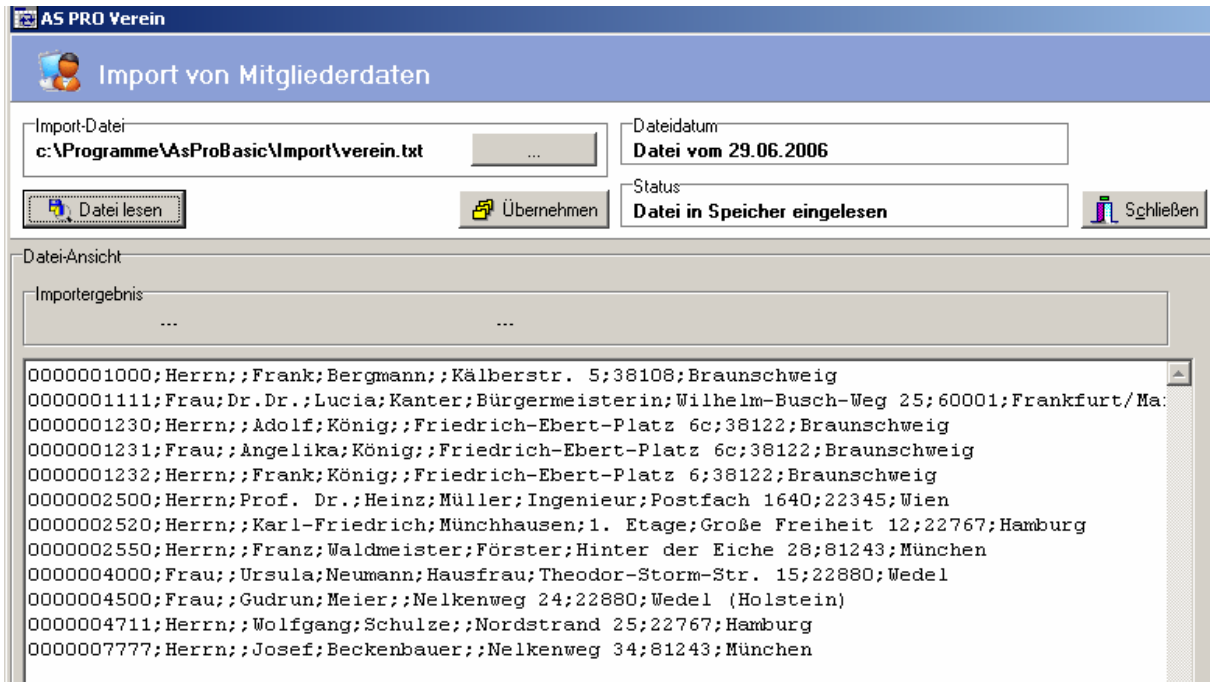 AS PRO Verein
Import von Mitgliederdaten
Import-Datei
c:\Programme\AsProBasic\Import\verein.txt
...
Dateidatum
Datei vom 29.06.2006
Datei lesen
Übernehmen
Status
Datei in Speicher eingelesen
Schließen
Datei-Ansicht
Importergebnis
... ...
0000001000;Herrn;;Frank;Bergmann;;Kälberstr. 5;38108;Braunschweig
0000001111;Frau;Dr.Dr.;Lucia;Kanter;Bürgermeisterin;Wilhelm-Busch-Weg 25;60001;Frankfurt/Ma
0000001230;Herrn;;Adolf;König;;Friedrich-Ebert-Platz 6c;38122;Braunschweig
0000001231;Frau;;Angelika;König;;Friedrich-Ebert-Platz 6c;38122;Braunschweig
0000001232;Herrn;;Frank;König;;Friedrich-Ebert-Platz 6;38122;Braunschweig
0000002500;Herrn;Prof. Dr.;Heinz;Müller;Ingenieur;Postfach 1640;22345;Wien
0000002520;Herrn;;Karl-Friedrich;Münchhausen;1. Etage;Große Freiheit 12;22767;Hamburg
0000002550;Herrn;;Franz;Waldmeister;Förster;Hinter der Eiche 28;81243;München
0000004000;Frau;;Ursula;Neumann;Hausfrau;Theodor-Storm-Str. 15;22880;Wedel
0000004500;Frau;;Gudrun;Meier;;Nelkenweg 24;22880;Wedel (Holstein)
0000004711;Herrn;;Wolfgang;Schulze;;Nordstrand 25;22767;Hamburg
0000007777;Herrn;;Josef;Beckenbauer;;Nelkenweg 34;81243;München